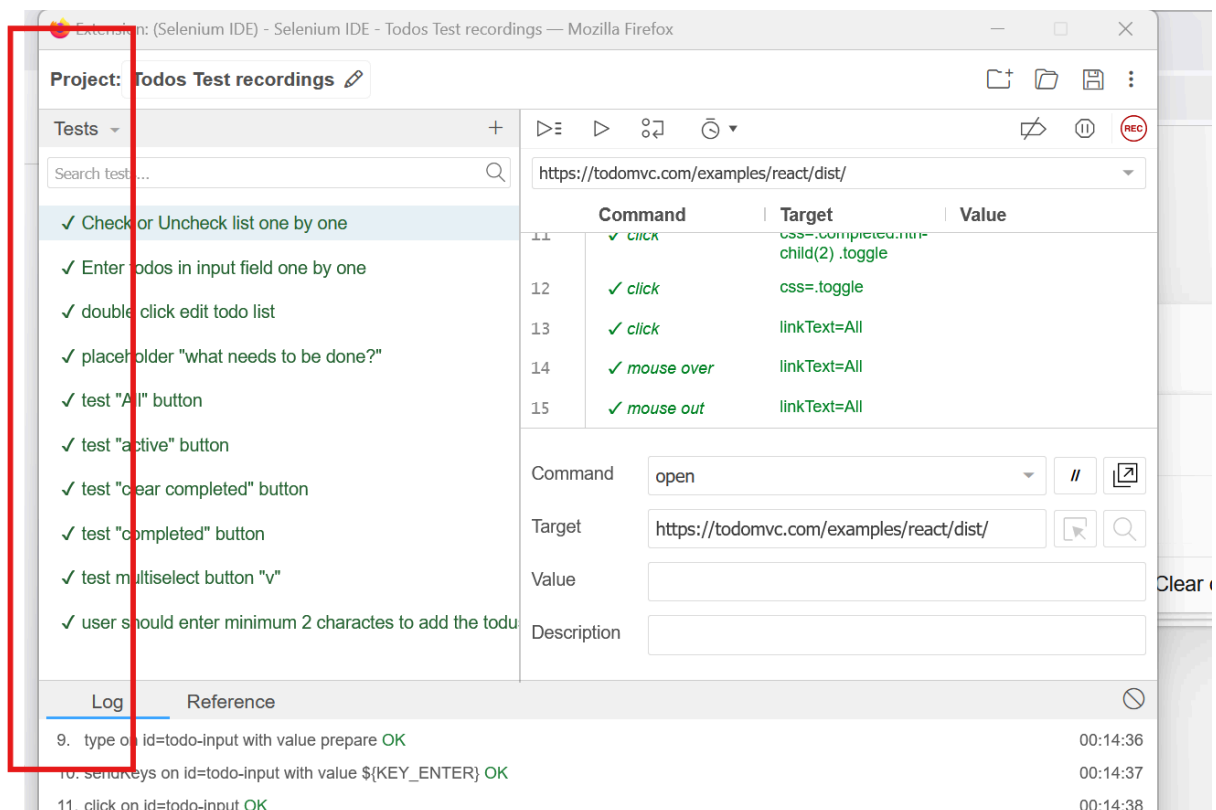 Extension: (Selenium IDE) - Selenium IDE - Todos Test recordings — Mozilla Firefox
Project: Todos Test recordings
Tests
Search tests...
✓ Check or Uncheck list one by one
✓ Enter todos in input field one by one
✓ double click edit todo list
✓ placeholder "what needs to be done?"
✓ test "All" button
✓ test "active" button
✓ test "clear completed" button
✓ test "completed" button
✓ test multiselect button "v"
✓ user should enter minimum 2 charactes to add the todu
REC
https://todomvc.com/examples/react/dist/
Command Target Value
11 ✓ click css=.completed:nth-
child(2) .toggle
12 ✓ click css=.toggle
13 ✓ click linkText=All
14 ✓ mouse over linkText=All
15 ✓ mouse out linkText=All
Command open //
Target https://todomvc.com/examples/react/dist/
Value
Description
Clear
Log Reference
9. type on id=todo-input with value prepare OK 00:14:36
10. sendKeys on id=todo-input with value ${KEY_ENTER} OK 00:14:37
11. click on id=todo-input OK 00:14:38